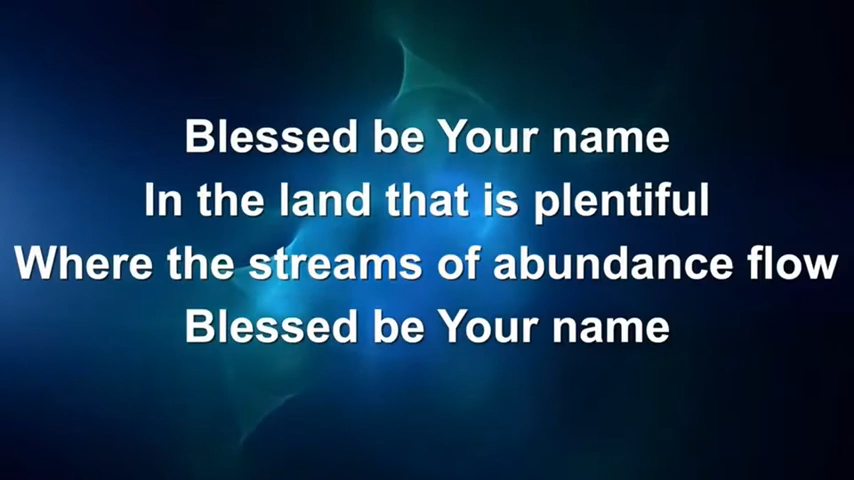 Blessed be Your name
In the land that is plentiful
Where the streams of abundance flow
Blessed be Your name